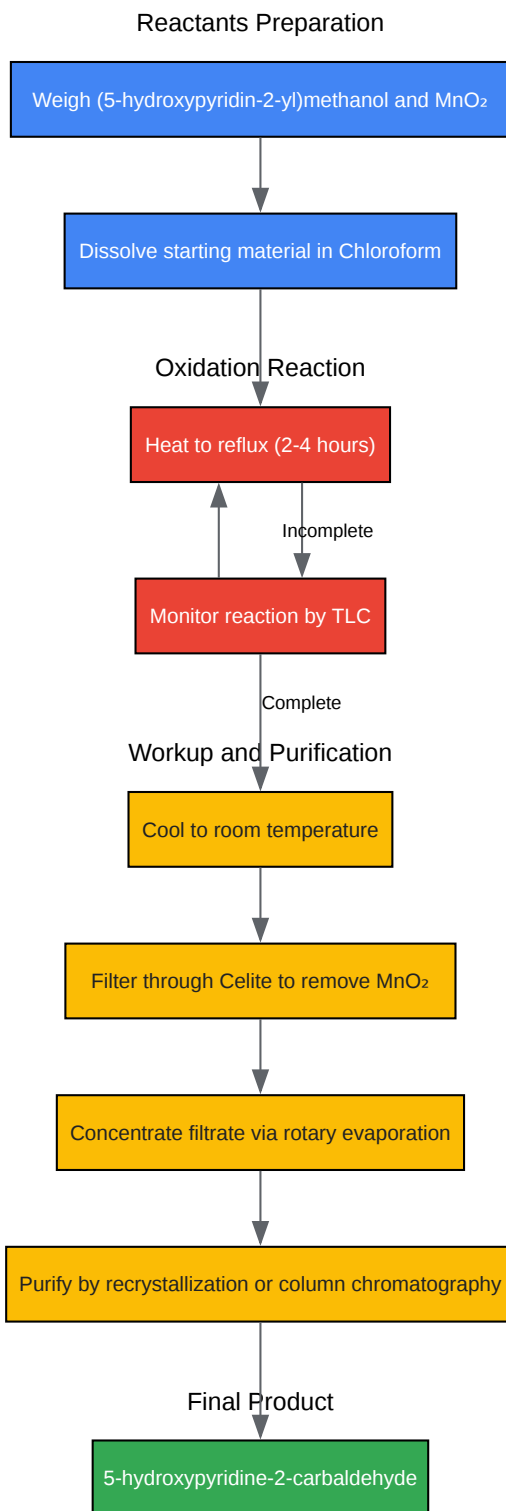 Reactants Preparation
Weigh (5-hydroxypyridin-2-yl)methanol and MnO₂
Dissolve starting material in Chloroform
Oxidation Reaction
Heat to reflux (2-4 hours)
Incomplete
Monitor reaction by TLC
Complete
Workup and Purification
Cool to room temperature
Filter through Celite to remove MnO₂
Concentrate filtrate via rotary evaporation
Purify by recrystallization or column chromatography
Final Product
5-hydroxypyridine-2-carbaldehyde